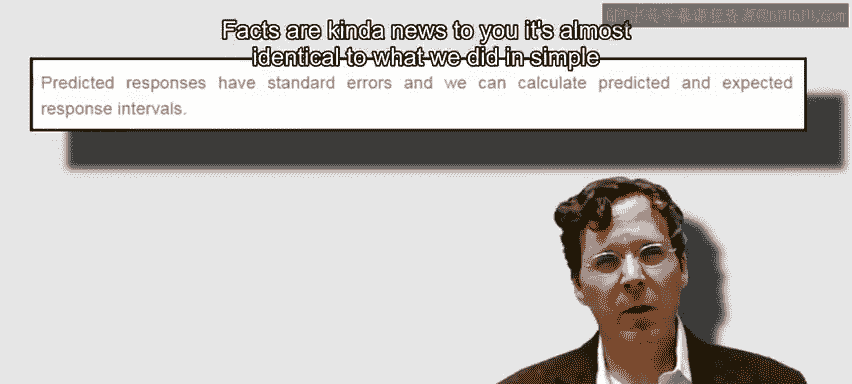 Facts are kinda news to you it's almost
identical to what we did in simple
Predicted responses have standard errors and we can calculate predicted and expected
response intervals.